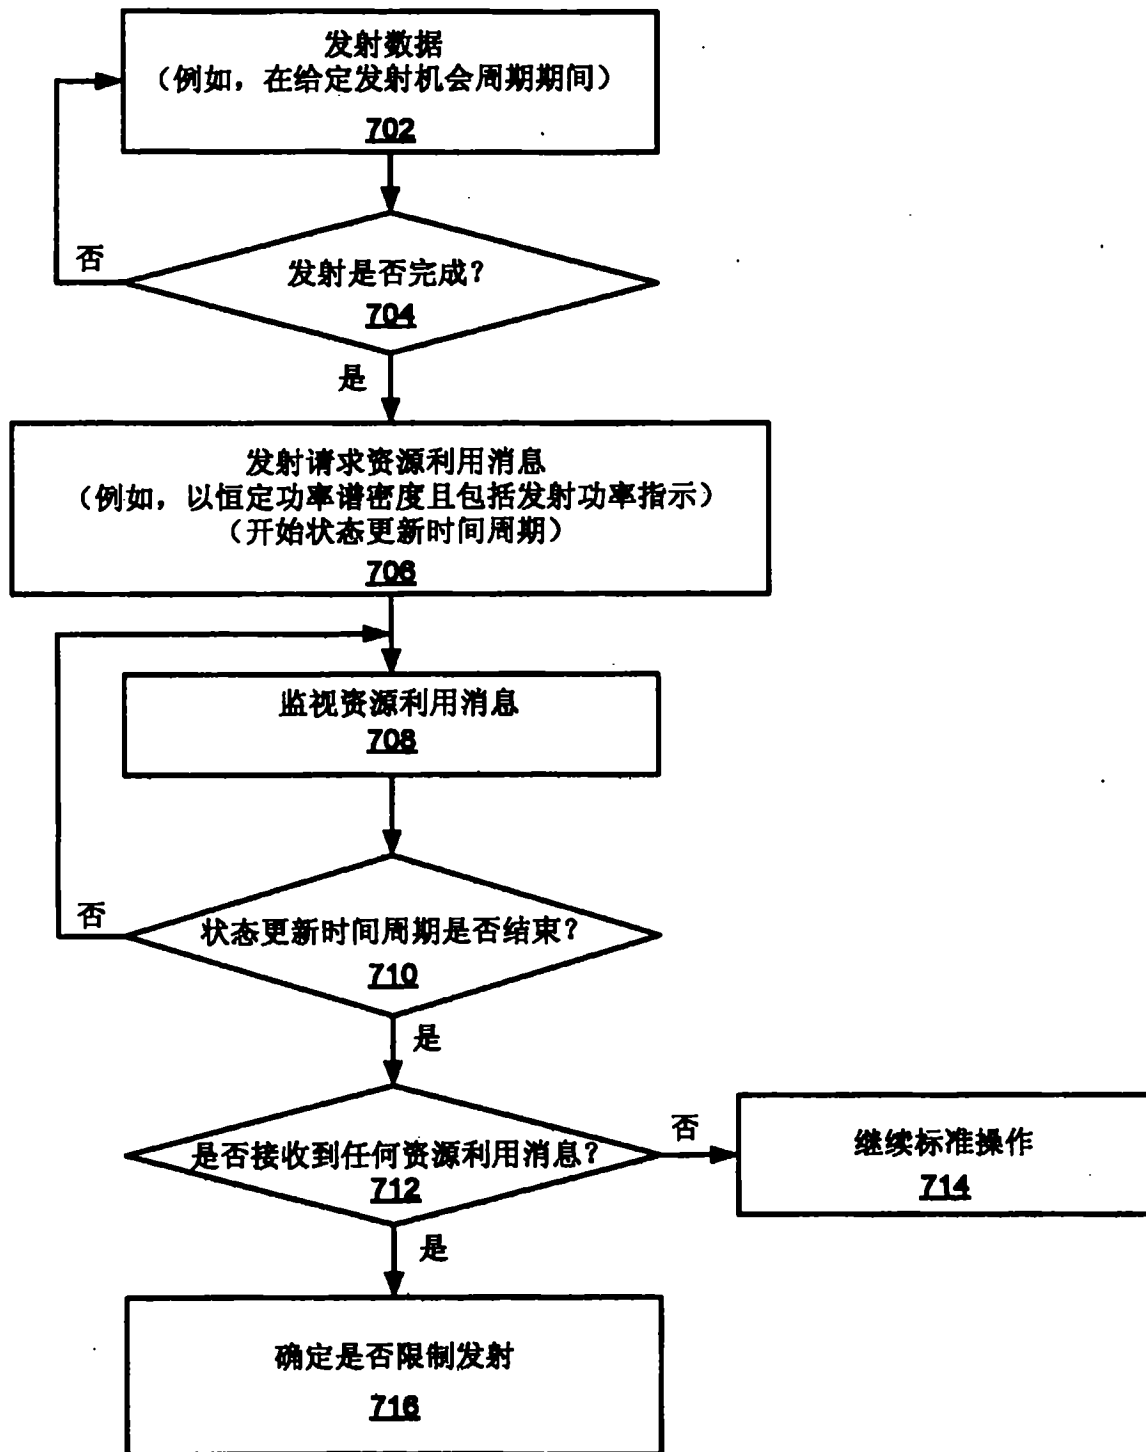 发射数据
（例如，在给定发射机会周期期间）
702
否
发射是否完成？
704
是
发射请求资源利用消息
（例如，以恒定功率谱密度且包括发射功率指示）
（开始状态更新时间周期）
706
监视资源利用消息
708
否
状态更新时间周期是否结束？
710
是
是否接收到任何资源利用消息？
712
否
继续标准操作
714
是
确定是否限制发射
716